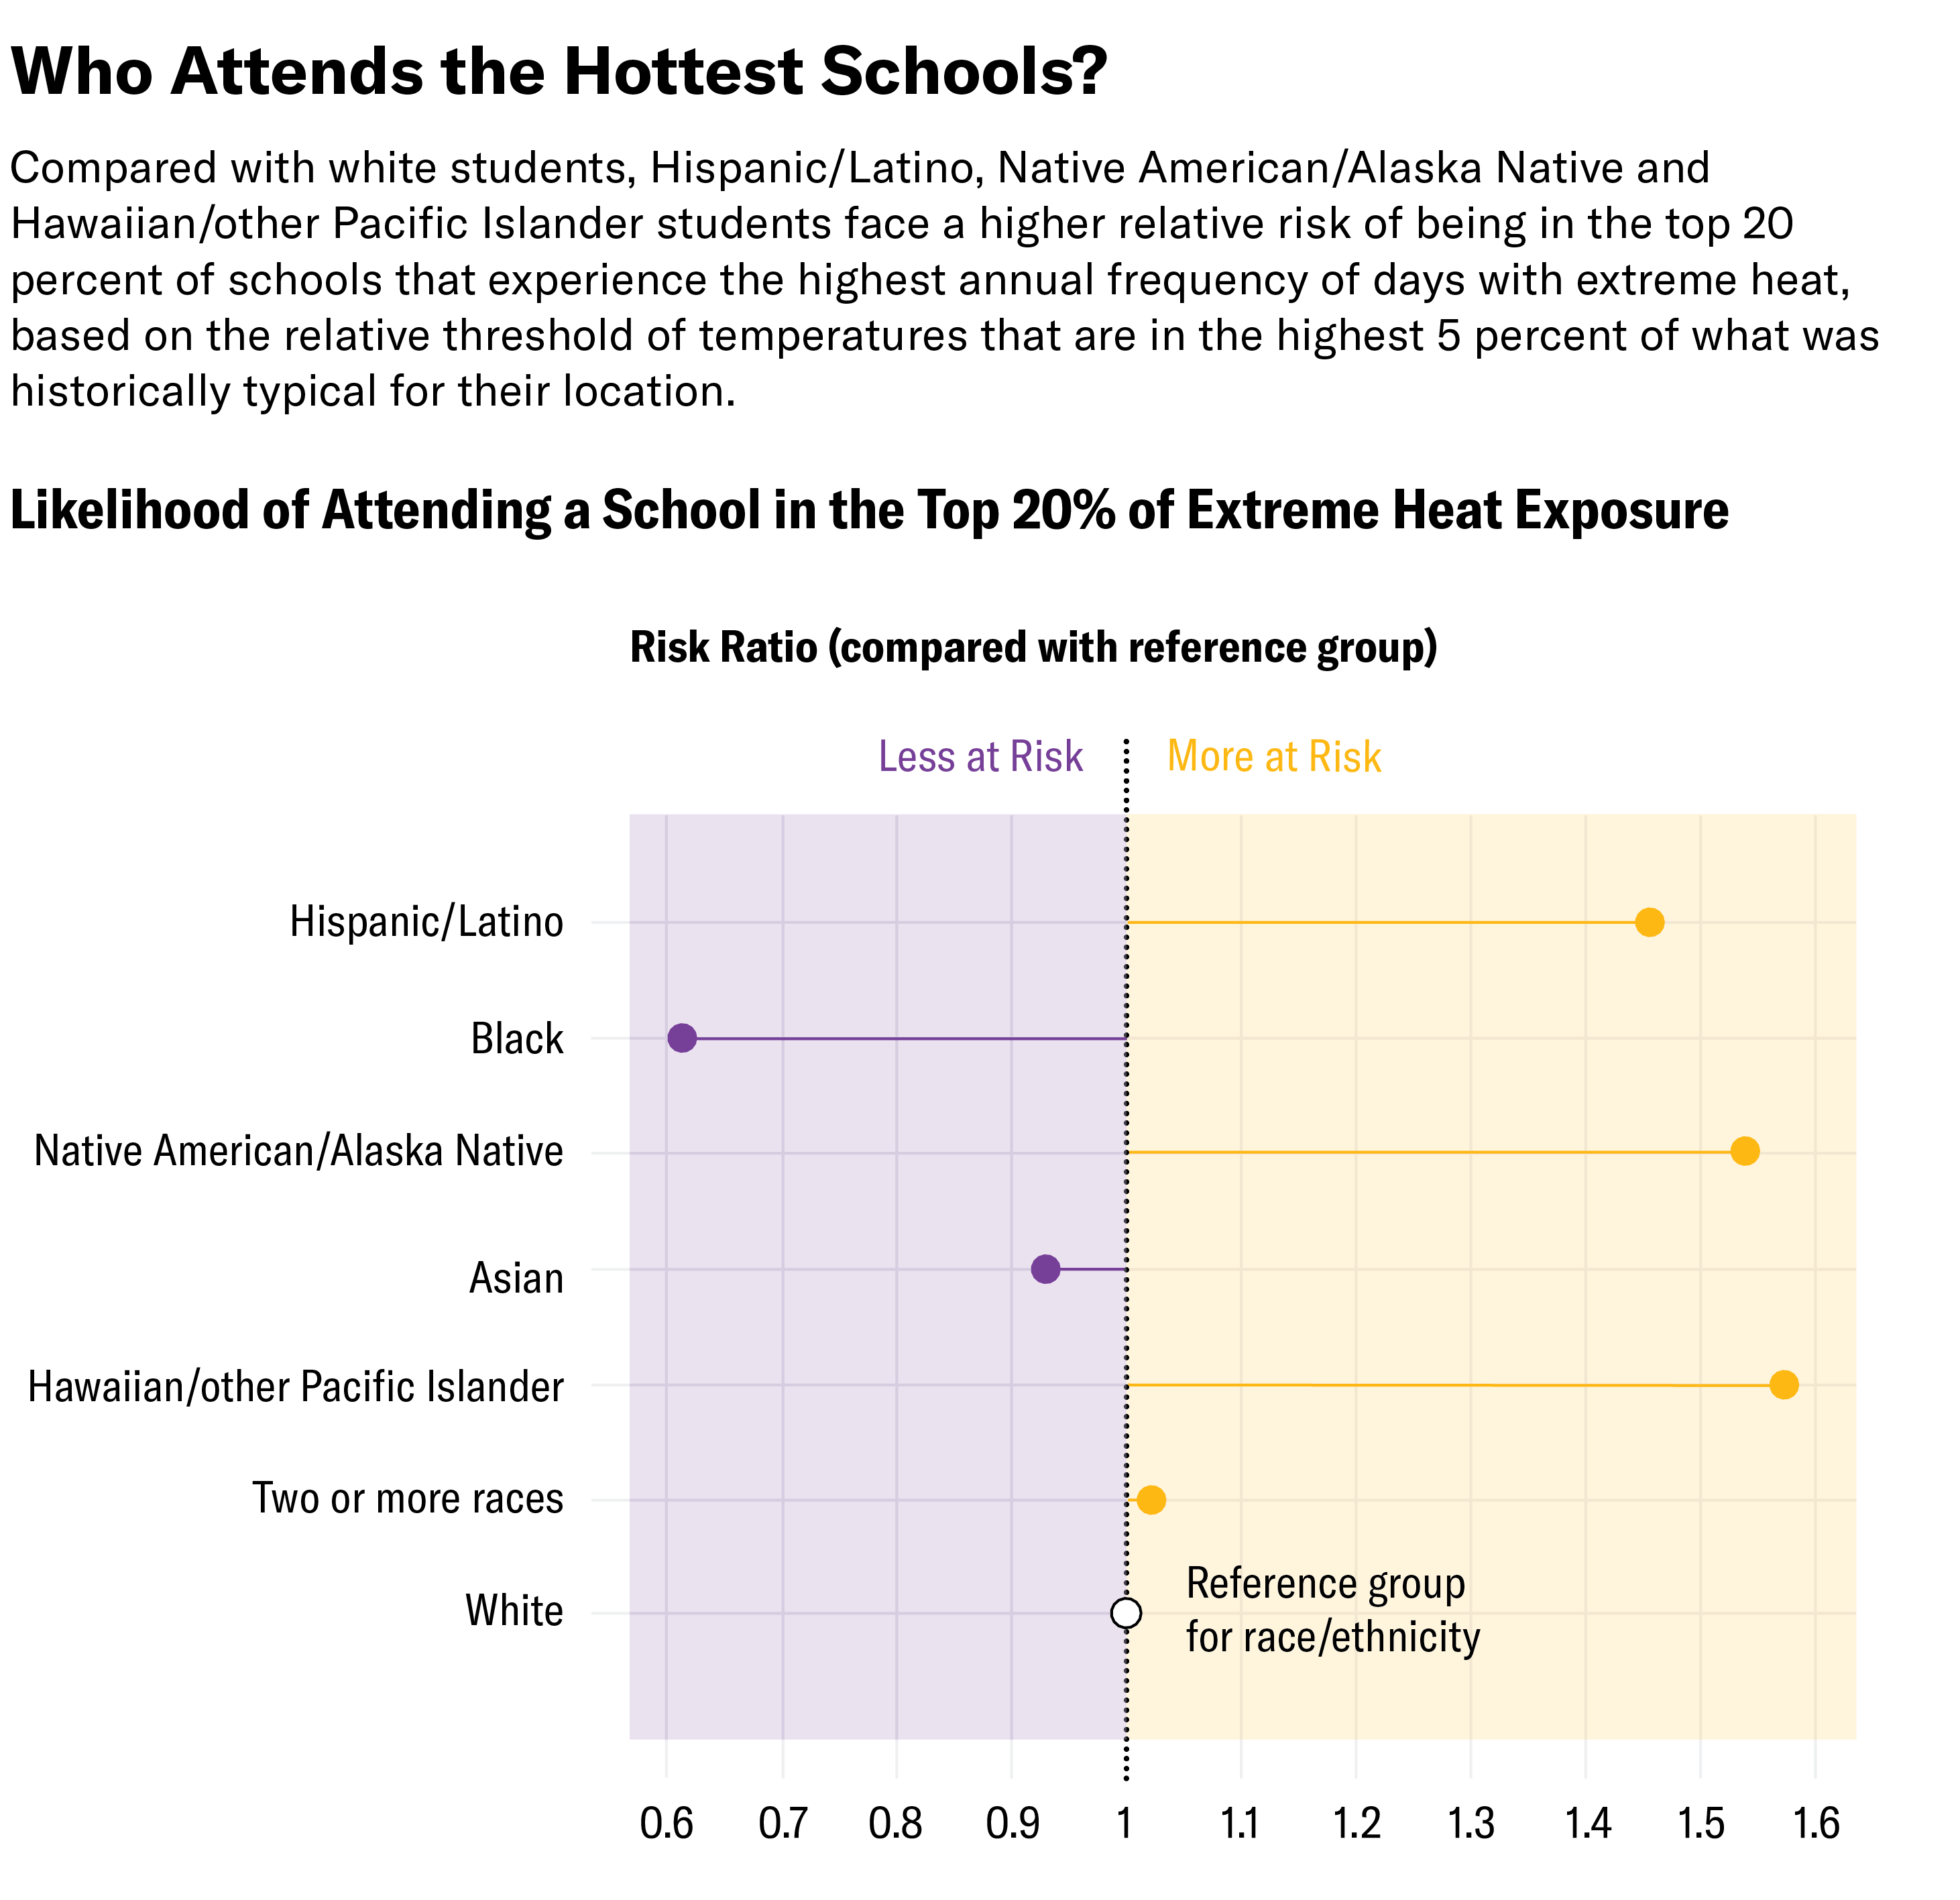 Who Attends the Hottest Schools?
Compared with white students, Hispanic/Latino, Native American/Alaska Native and
Hawaiian/other Pacific Islander students face a higher relative risk of being in the top 20
percent of schools that experience the highest annual frequency of days with extreme heat,
based on the relative threshold of temperatures that are in the highest 5 percent of what was
historically typical for their location.
Likelihood of Attending a School in the Top 20% of Extreme Heat Exposure
Risk Ratio (compared with reference group)
Less at Risk
More at Risk
Hispanic/Latino
Black
Native American/Alaska Native
Asian
Hawaiian/other Pacific Islander
Two or more races
White
Reference group
for race/ethnicity
0.6 0.7 0.8 0.9 1 1.1 1.2 1.3 1.4 1.5 1.6